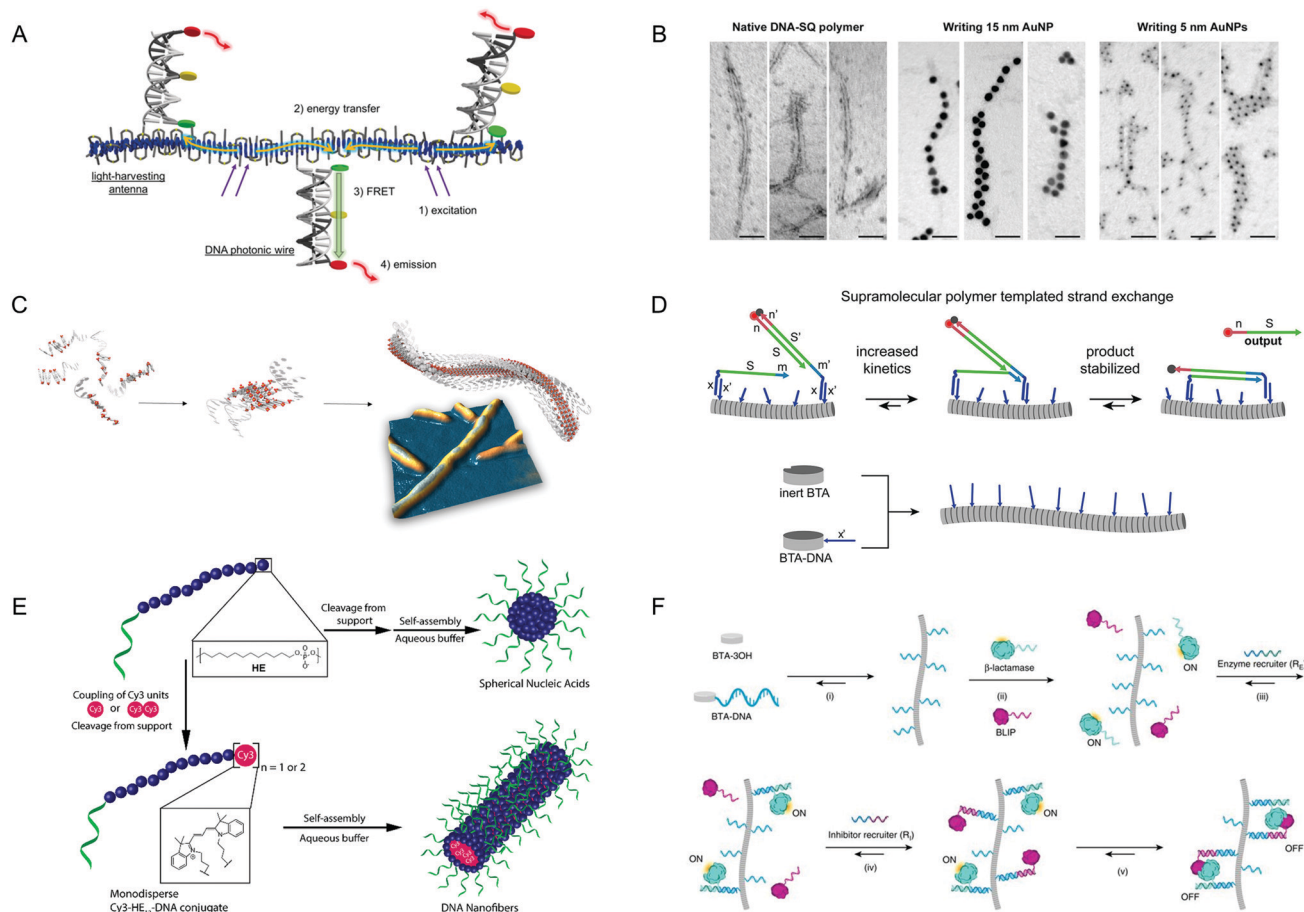 A
2) energy transfer
light-harvesting
antenna
3) FRET
1) excitation
DNA photonic wire
4) emission
B
Native DNA-SQ polymer
Writing 15 nm AuNP
Writing 5 nm AuNPs
C
D
Supramolecular polymer templated strand exchange
n'
n
S'
S
S
m
m'
x
x'
x
x'
increased
kinetics
product
stabilized
n
S
output
inert BTA
x'
BTA-DNA
E
HE
Cleavage from
support
Self-assembly
Aqueous buffer
Spherical Nucleic Acids
Coupling of Cy3 units
Cy3 or Cy3 Cy3
Cleavage from support
Cy3
n = 1 or 2
Monodisperse
Self-assembly
Aqueous buffer
DNA Nanofibers
F
BTA-3OH
BTA-DNA
(i)
β-lactamase
(ii)
BLIP
ON
ON
Enzyme recruiter (RE
(iii)
ON
ON
Inhibitor recruiter (RI)
(iv)
ON
ON
(v)
OFF
OFF